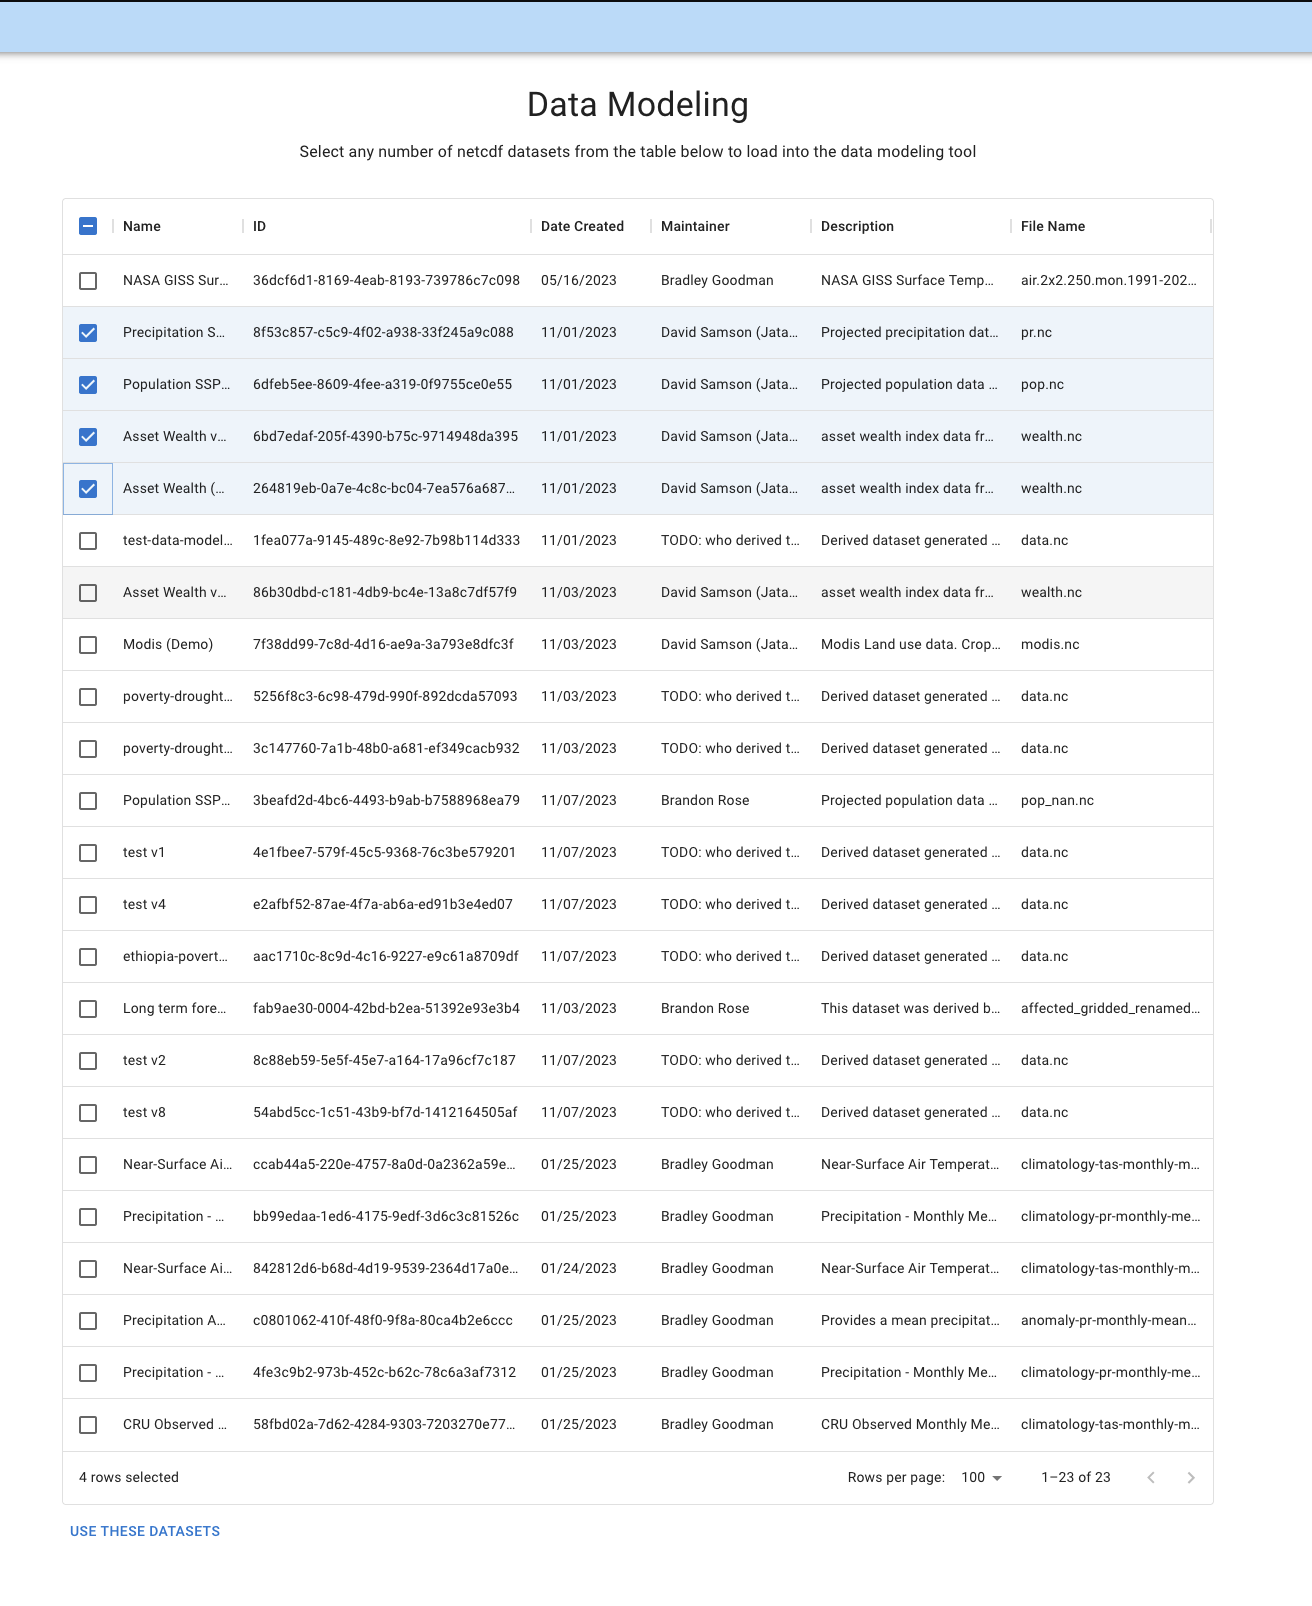 Data Modeling
Select any number of netcdf datasets from the table below to load into the data modeling tool
Name ID Date Created Maintainer Description File Name
NASA GISS Sur... 36dcf6d1-8169-4eab-8193-739786c7c098 05/16/2023 Bradley Goodman NASA GISS Surface Temp... air.2x2.250.mon.1991-202...
Precipitation S... 8f53c857-c5c9-4f02-a938-33f245a9c088 11/01/2023 David Samson (Jata... Projected precipitation dat... pr.nc
Population SSP... 6dfeb5ee-8609-4fee-a319-0f9755ce0e55 11/01/2023 David Samson (Jata... Projected population data ... pop.nc
Asset Wealth v... 6bd7edaf-205f-4390-b75c-9714948da395 11/01/2023 David Samson (Jata... asset wealth index data fr... wealth.nc
Asset Wealth (... 264819eb-0a7e-4c8c-bc04-7ea576a687... 11/01/2023 David Samson (Jata... asset wealth index data fr... wealth.nc
test-data-model... 1fea077a-9145-489c-8e92-7b98b114d333 11/01/2023 TODO: who derived t... Derived dataset generated ... data.nc
Asset Wealth v... 86b30dbd-c181-4db9-bc4e-13a8c7df57f9 11/03/2023 David Samson (Jata... asset wealth index data fr... wealth.nc
Modis (Demo) 7f38dd99-7c8d-4d16-ae9a-3a793e8dfc3f 11/03/2023 David Samson (Jata... Modis Land use data. Crop... modis.nc
poverty-drought... 5256f8c3-6c98-479d-990f-892dcda57093 11/03/2023 TODO: who derived t... Derived dataset generated ... data.nc
poverty-drought... 3c147760-7a1b-48b0-a681-ef349cacb932 11/03/2023 TODO: who derived t... Derived dataset generated ... data.nc
Population SSP... 3beafd2d-4bc6-4493-b9ab-b7588968ea79 11/07/2023 Brandon Rose Projected population data ... pop_nan.nc
test v1 4e1fbee7-579f-45c5-9368-76c3be579201 11/07/2023 TODO: who derived t... Derived dataset generated ... data.nc
test v4 e2afbf52-87ae-4f7a-ab6a-ed91b3e4ed07 11/07/2023 TODO: who derived t... Derived dataset generated ... data.nc
ethiopia-povert... aac1710c-8c9d-4c16-9227-e9c61a8709df 11/07/2023 TODO: who derived t... Derived dataset generated ... data.nc
Long term fore... fab9ae30-0004-42bd-b2ea-51392e93e3b4 11/03/2023 Brandon Rose This dataset was derived b... affected_gridded_renamed...
test v2 8c88eb59-5e5f-45e7-a164-17a96cf7c187 11/07/2023 TODO: who derived t... Derived dataset generated ... data.nc
test v8 54abd5cc-1c51-43b9-bf7d-1412164505af 11/07/2023 TODO: who derived t... Derived dataset generated ... data.nc
Near-Surface Ai... ccab44a5-220e-4757-8a0d-0a2362a59e... 01/25/2023 Bradley Goodman Near-Surface Air Temperat... climatology-tas-monthly-m...
Precipitation - ... bb99edaa-1ed6-4175-9edf-3d6c3c81526c 01/25/2023 Bradley Goodman Precipitation - Monthly Me... climatology-pr-monthly-me...
Near-Surface Ai... 842812d6-b68d-4d19-9539-2364d17a0e... 01/24/2023 Bradley Goodman Near-Surface Air Temperat... climatology-tas-monthly-m...
Precipitation A... c0801062-410f-48f0-9f8a-80ca4b2e6ccc 01/25/2023 Bradley Goodman Provides a mean precipitat... anomaly-pr-monthly-mean...
Precipitation - ... 4fe3c9b2-973b-452c-b62c-78c6a3af7312 01/25/2023 Bradley Goodman Precipitation - Monthly Me... climatology-pr-monthly-me...
CRU Observed ... 58fbd02a-7d62-4284-9303-7203270e77... 01/25/2023 Bradley Goodman CRU Observed Monthly Me... climatology-tas-monthly-m...
4 rows selected Rows per page: 100 1–23 of 23
USE THESE DATASETS